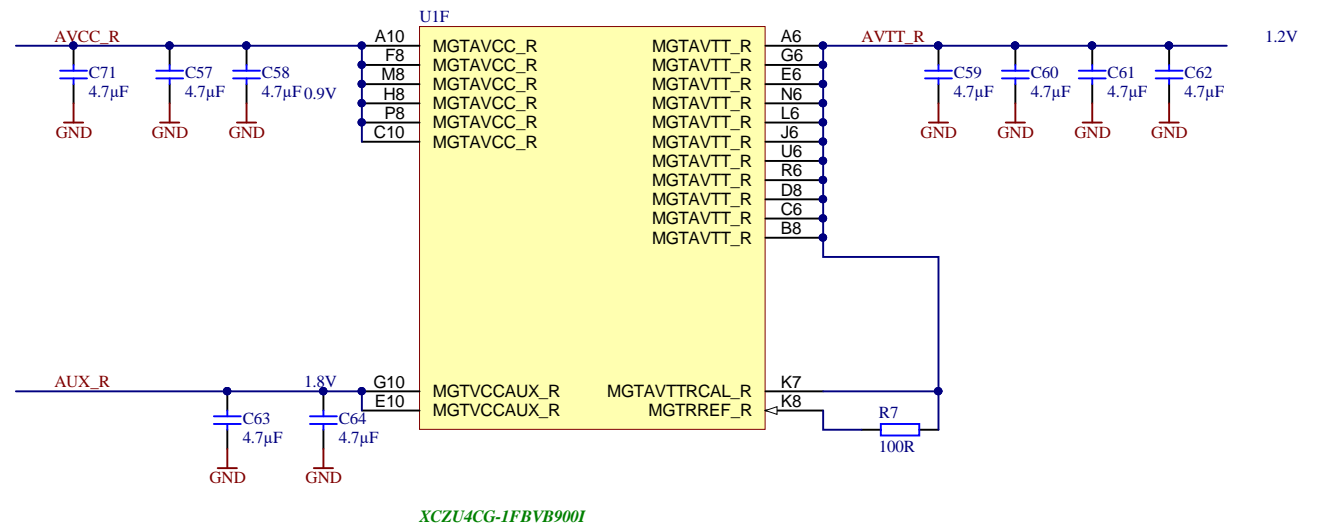 U1F
AVCC_R
A10 MGTAVCC_R
F8 MGTAVCC_R
M8 MGTAVCC_R
H8 MGTAVCC_R
P8 MGTAVCC_R
C10 MGTAVCC_R
C71
4.7µF
GND
C57
4.7µF
GND
C58
4.7µF
GND
0.9V
MGTAVTT_R A6
MGTAVTT_R G6
MGTAVTT_R E6
MGTAVTT_R N6
MGTAVTT_R L6
MGTAVTT_R J6
MGTAVTT_R U6
MGTAVTT_R R6
MGTAVTT_R D8
MGTAVTT_R C6
MGTAVTT_R B8
AVTT_R
1.2V
C59
4.7µF
GND
C60
4.7µF
GND
C61
4.7µF
GND
C62
4.7µF
GND
AUX_R
1.8V
G10 MGTVCCAUX_R
E10 MGTVCCAUX_R
C63
4.7µF
GND
C64
4.7µF
GND
MGTAVTTRCAL_R K7
MGTRREF_R K8
R7
100R
XCZU4CG-1FBVB900I